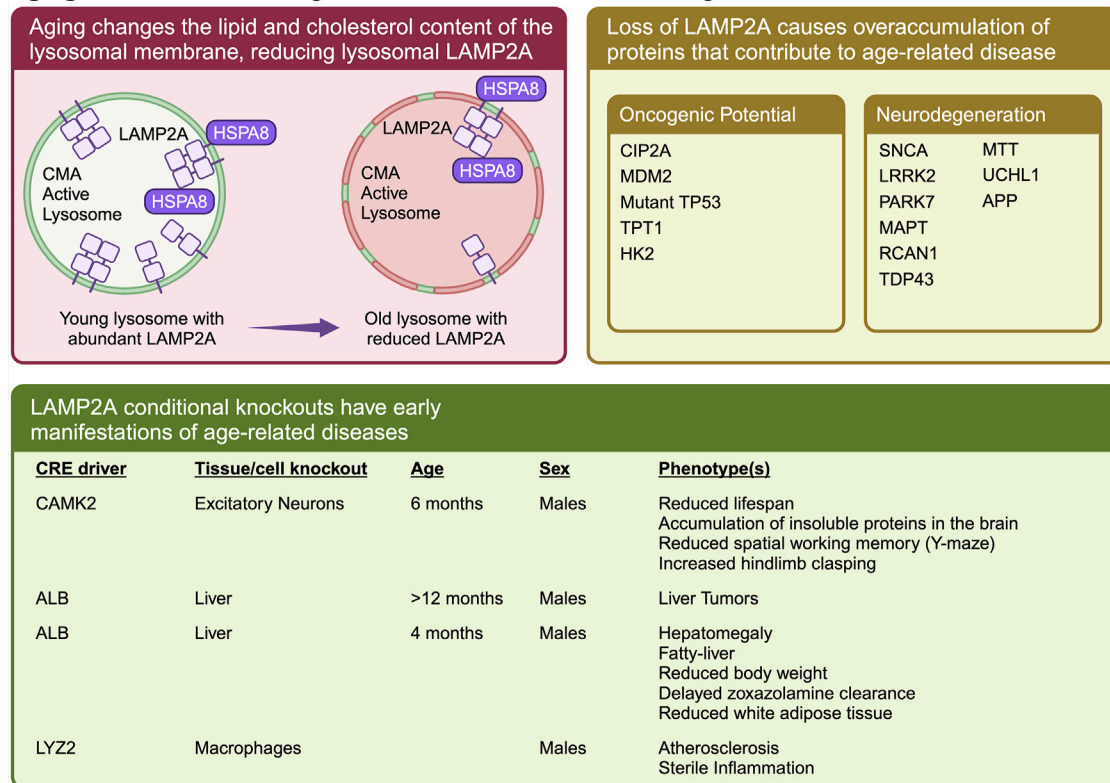 Aging changes the lipid and cholesterol content of the
lysosomal membrane, reducing lysosomal LAMP2A
HSPA8
LAMP2A
HSPA8
CMA
Active
Lysosome
HSPA8
LAMP2A
HSPA8
CMA
Active
Lysosome
Young lysosome with
abundant LAMP2A
Old lysosome with
reduced LAMP2A
Loss of LAMP2A causes overaccumulation of
proteins that contribute to age-related disease
Oncogenic Potential
CIP2A
MDM2
Mutant TP53
TPT1
HK2
Neurodegeneration
SNCA MTT
LRRK2 UCHL1
PARK7 APP
MAPT
RCAN1
TDP43
LAMP2A conditional knockouts have early
manifestations of age-related diseases
CRE driver Tissue/cell knockout Age Sex Phenotype(s)
CAMK2 Excitatory Neurons 6 months Males Reduced lifespan
Accumulation of insoluble proteins in the brain
Reduced spatial working memory (Y-maze)
Increased hindlimb clasping
ALB Liver >12 months Males Liver Tumors
ALB Liver 4 months Males Hepatomegaly
Fatty-liver
Reduced body weight
Delayed zoxazolamine clearance
Reduced white adipose tissue
LYZ2 Macrophages Males Atherosclerosis
Sterile Inflammation